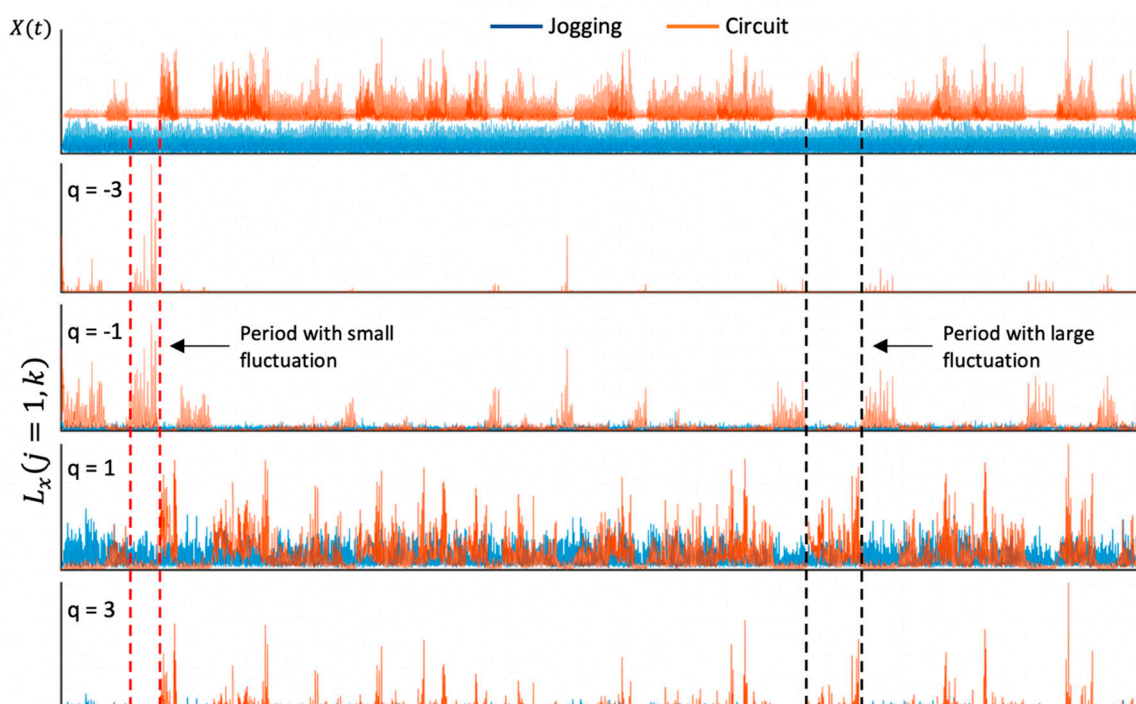 X(t)
Jogging
Circuit
q = -3
q = -1
Period with small
fluctuation
Period with large
fluctuation
L_x(j = 1, k)
q = 1
q = 3